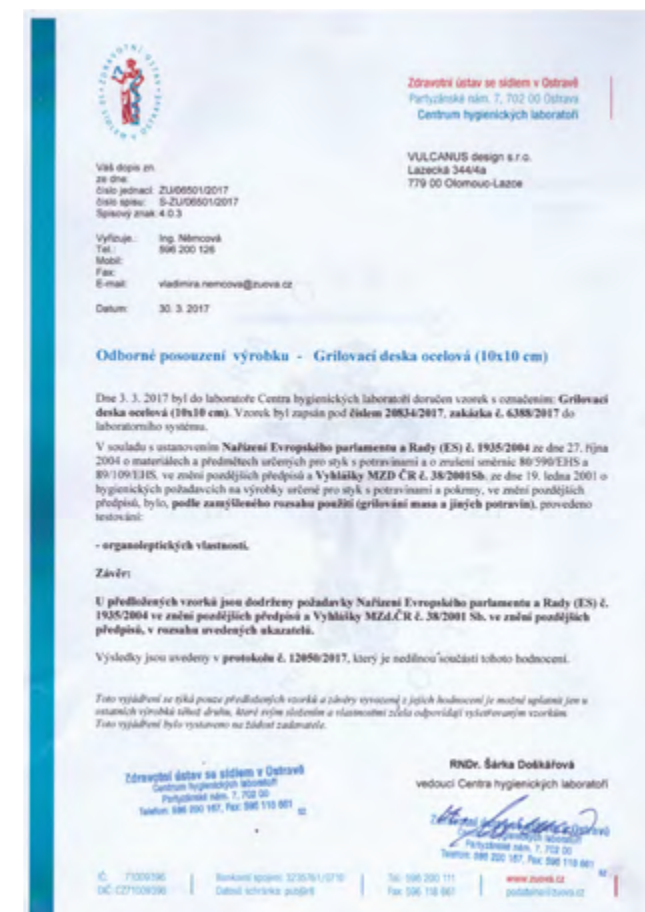 ZDRAVOTNÍ ÚSTAV SE SÍDLEM V OSTRAVĚ
Zdravotní ústav se sídlem v Ostravě
Partyzánské nám. 7, 702 00 Ostrava
Centrum hygienických laboratoří
VULCANUS design s.r.o.
Lazecká 344/4a
779 00 Olomouc-Lazce
Váš dopis zn.
ze dne:
číslo jednací: ZU/06501/2017
číslo spisu: S-ZU/06501/2017
Spisový znak: 4.0.3
Vyřizuje.: Ing. Němcová
Tel.: 596 200 126
Mobil:
Fax:
E-mail: vladimira.nemcova@zuova.cz
Datum: 30. 3. 2017
Odborné posouzení výrobku - Grilovací deska ocelová (10x10 cm)
Dne 3. 3. 2017 byl do laboratoře Centra hygienických laboratoří doručen vzorek s označením: Grilovací
deska ocelová (10x10 cm). Vzorek byl zapsán pod číslem 20834/2017, zakázka č. 6388/2017 do
laboratorního systému.
V souladu s ustanovením Nařízení Evropského parlamentu a Rady (ES) č. 1935/2004 ze dne 27. října
2004 o materiálech a předmětech určených pro styk s potravinami a o zrušení směrnic 80/590/EHS a
89/109/EHS, ve znění pozdějších předpisů a Vyhlášky MZD ČR č. 38/2001Sb. ze dne 19. ledna 2001 o
hygienických požadavcích na výrobky určené pro styk s potravinami a pokrmy, ve znění pozdějších
předpisů, bylo, podle zamýšleného rozsahu použití (grilování masa a jiných potravin), provedeno
testování:
- organoleptických vlastností.
Závěr:
U předložených vzorků jsou dodrženy požadavky Nařízení Evropského parlamentu a Rady (ES) č.
1935/2004 ve znění pozdějších předpisů a Vyhlášky MZd.ČR č. 38/2001 Sb. ve znění pozdějších
předpisů, v rozsahu uvedených ukazatelů.
Výsledky jsou uvedeny v protokolu č. 12050/2017, který je nedílnou součástí tohoto hodnocení.
Toto vyjádření se týká pouze předložených vzorků a závěry vyvozené z jejich hodnocení je možné uplatnit jen u
ostatních výrobků téhož druhu, které svým složením a vlastnostmi zcela odpovídají vyšetřovaným vzorkům.
Toto vyjádření bylo vystaveno na žádost zadavatele.
RNDr. Šárka Doškářová
vedoucí Centra hygienických laboratoří
Zdravotní ústav se sídlem v Ostravě
Centrum hygienických laboratoří
Partyzánské nám. 7, 702 00
Telefon: 596 200 167, Fax: 596 118 661
Partyzánské nám. 7, 702 00
Telefon: 596 200 167, Fax: 596 118 661
IČ: 71009396
DIČ: CZ71009396
Bankovní spojení: 3235761/0710
Datová schránka:
Tel.: 596 200 111
Fax: 596 118 661
www.zuova.cz
podatelna@zuova.cz